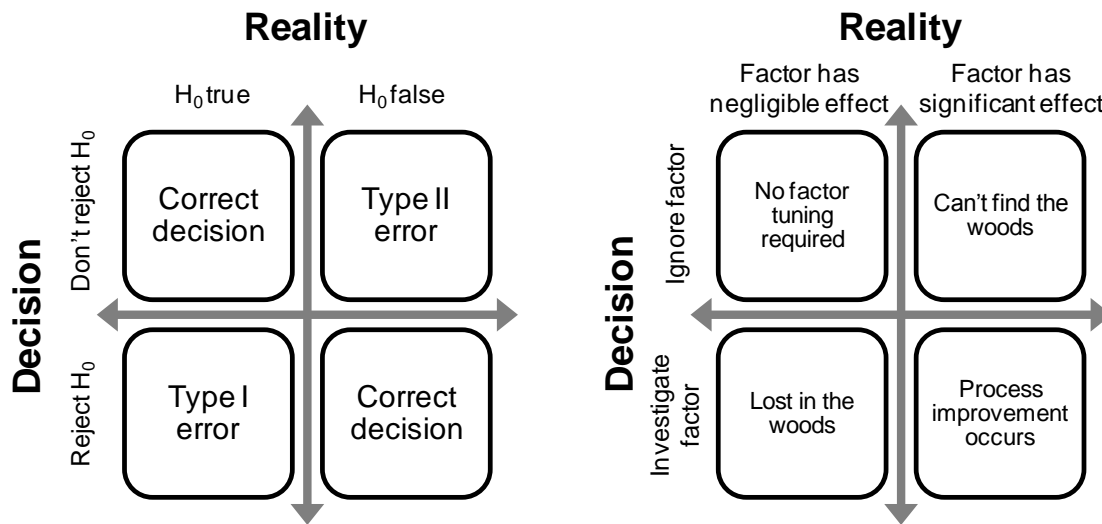 Reality
H₀ true
H₀ false
Decision
Don't reject H₀
Correct
decision
Type II
error
Reject H₀
Type I
error
Correct
decision
Reality
Factor has
negligible effect
Factor has
significant effect
Decision
Ignore factor
No factor
tuning
required
Can't find the
woods
Investigate
factor
Lost in the
woods
Process
improvement
occurs